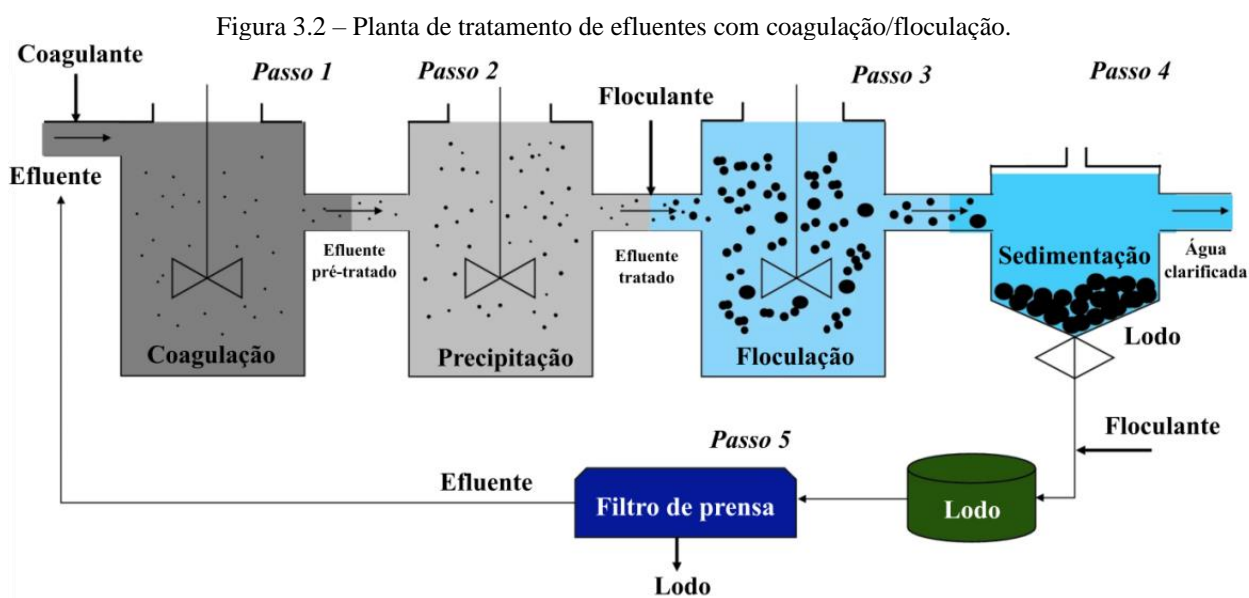 Figura 3.2 – Planta de tratamento de efluentes com coagulação/floculação.
Coagulante
Passo 1
Passo 2
Passo 3
Passo 4
Floculante
Efluente
Efluente
pré-tratado
Efluente
tratado
Sedimentação
Água
clarificada
Coagulação
Precipitação
Floculação
Lodo
Passo 5
Floculante
Efluente
Filtro de prensa
Lodo
Lodo